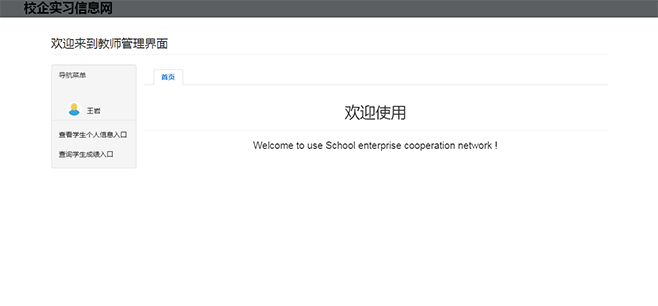 校企实习信息网
欢迎来到教师管理界面
导航菜单
王岩
查看学生个人信息入口
查询学生成绩入口
首页
欢迎使用
Welcome to use School enterprise cooperation network !